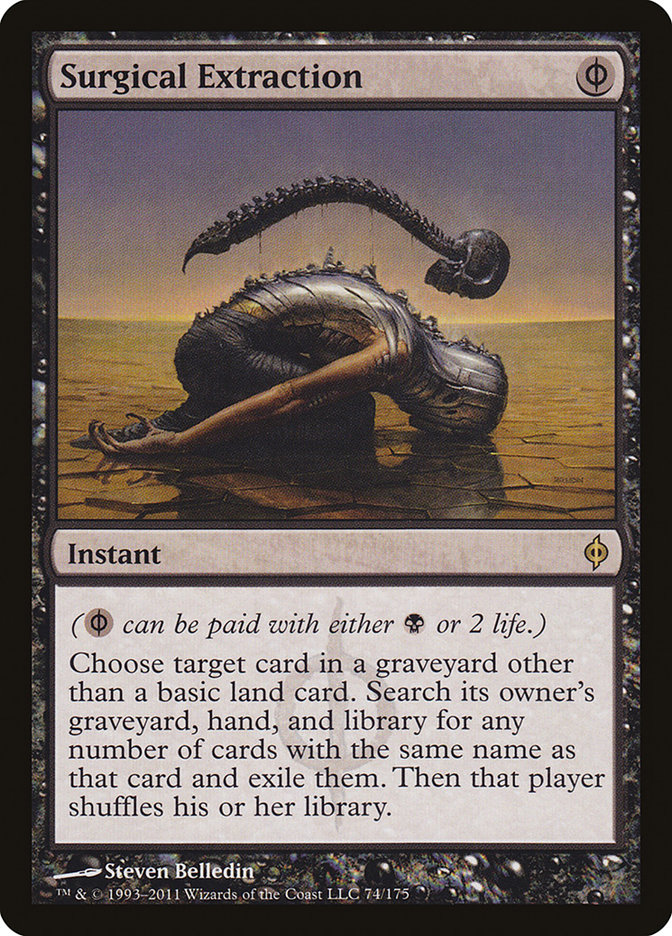 Surgical Extraction
Instant
( can be paid with either or 2 life.)
Choose target card in a graveyard other
than a basic land card. Search its owner's
graveyard, hand, and library for any
number of cards with the same name as
that card and exile them. Then that player
shuffles his or her library.
Steven Belledin
™ & © 1993–2011 Wizards of the Coast LLC 74/175